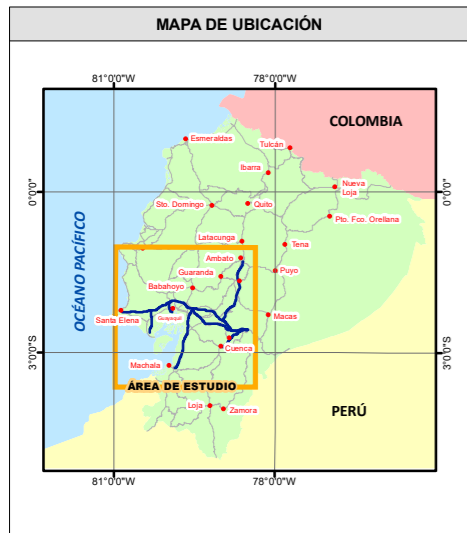 MAPA DE UBICACIÓN
81°0'0"W
78°0'0"W
COLOMBIA
Esmeraldas
Tulcán
Ibarra
Nueva
Loja
0°0'0"
0°0'0"
Sto. Domingo
Quito
Pto. Fco. Orellana
OCÉANO PACÍFICO
Latacunga
Tena
Ambato
Guaranda
Puyo
Babahoyo
Santa Elena
Guayaquil
Macas
3°0'0"S
3°0'0"S
Cuenca
Machala
ÁREA DE ESTUDIO
Loja
Zamora
PERÚ
81°0'0"W
78°0'0"W